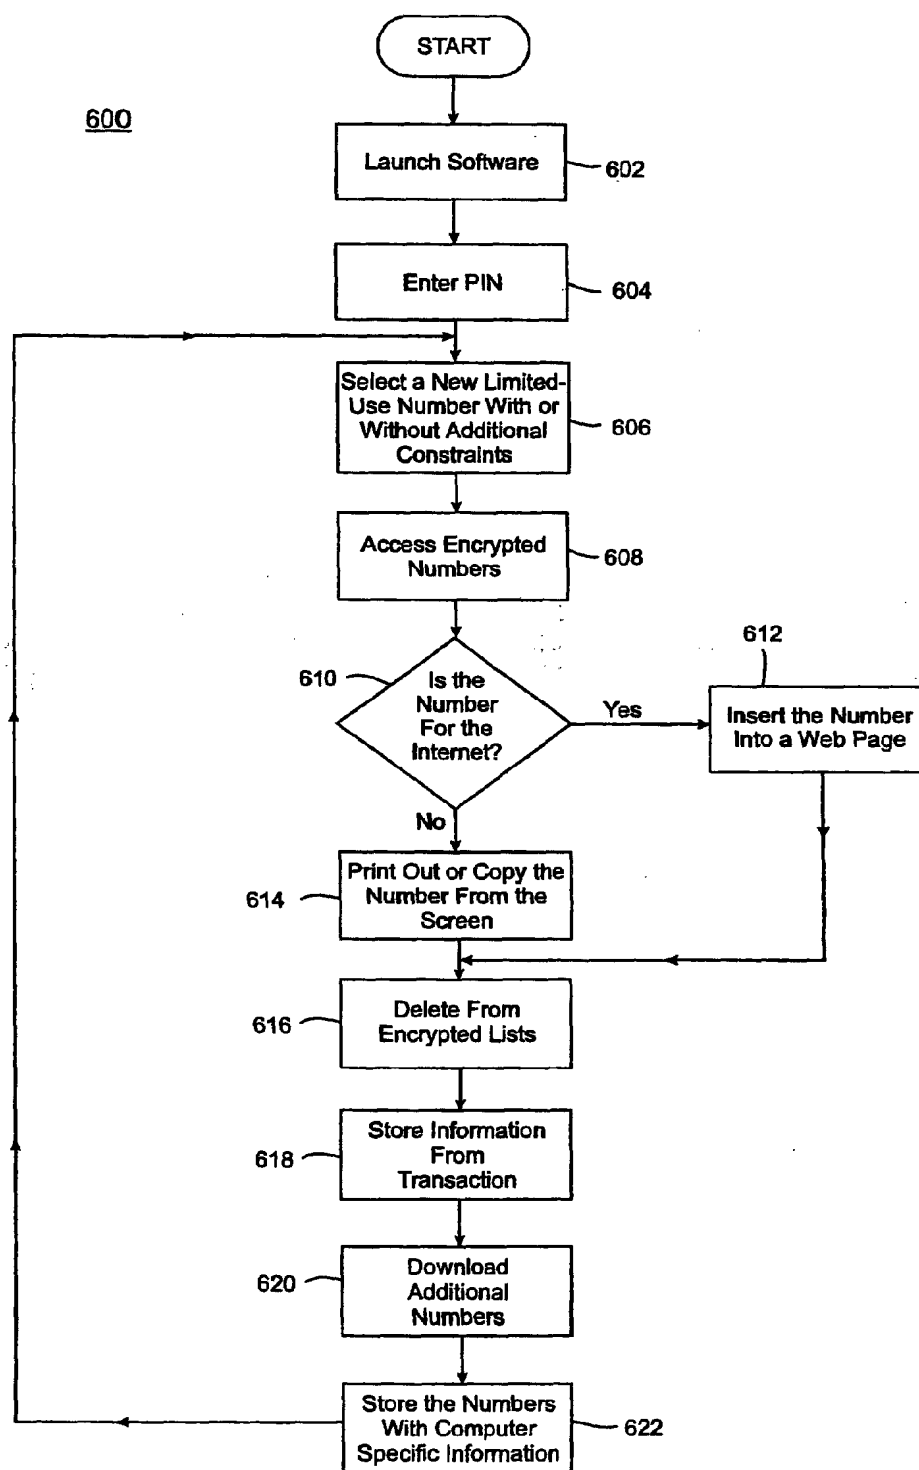 START
600
Launch Software
602
Enter PIN
604
Select a New Limited-
Use Number With or
Without Additional
Constraints
606
Access Encrypted
Numbers
608
610
Is the
Number
For the
Internet?
Yes
612
Insert the Number
Into a Web Page
No
614
Print Out or Copy the
Number From the
Screen
616
Delete From
Encrypted Lists
618
Store Information
From
Transaction
620
Download
Additional
Numbers
Store the Numbers
With Computer
Specific Information
622